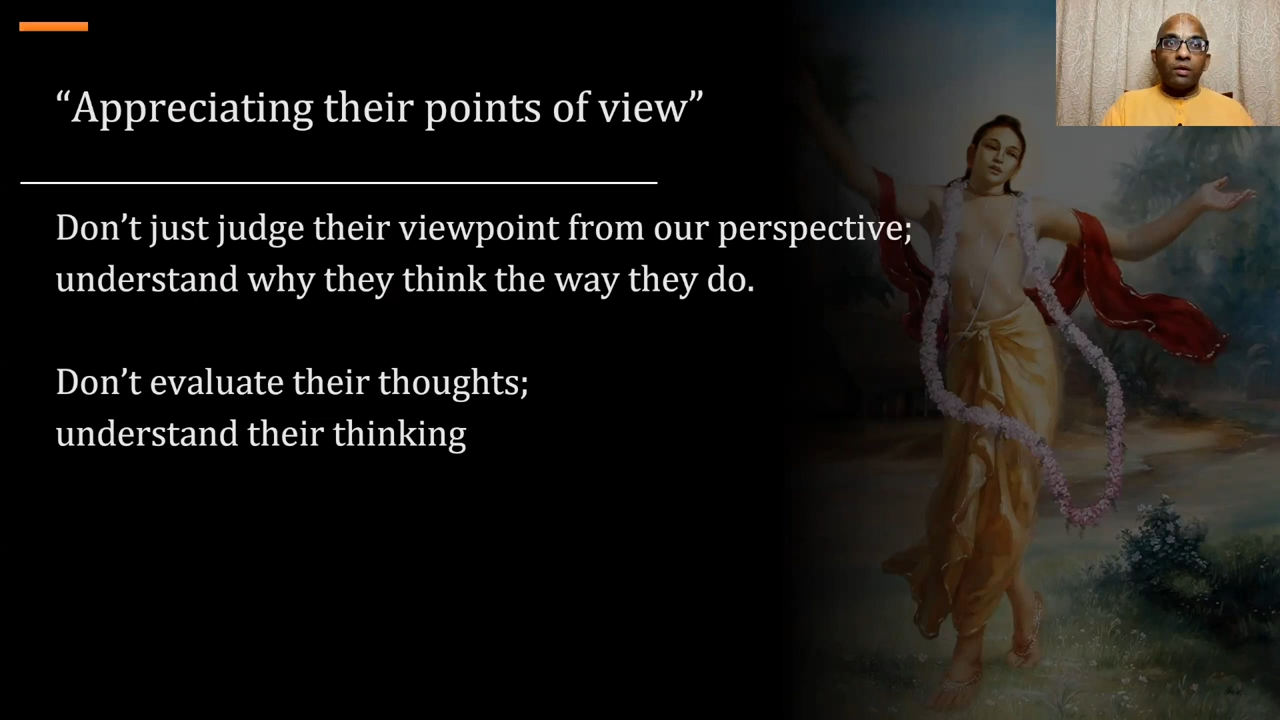 “Appreciating their points of view”
Don’t just judge their viewpoint from our perspective;
understand why they think the way they do.
Don’t evaluate their thoughts;
understand their thinking